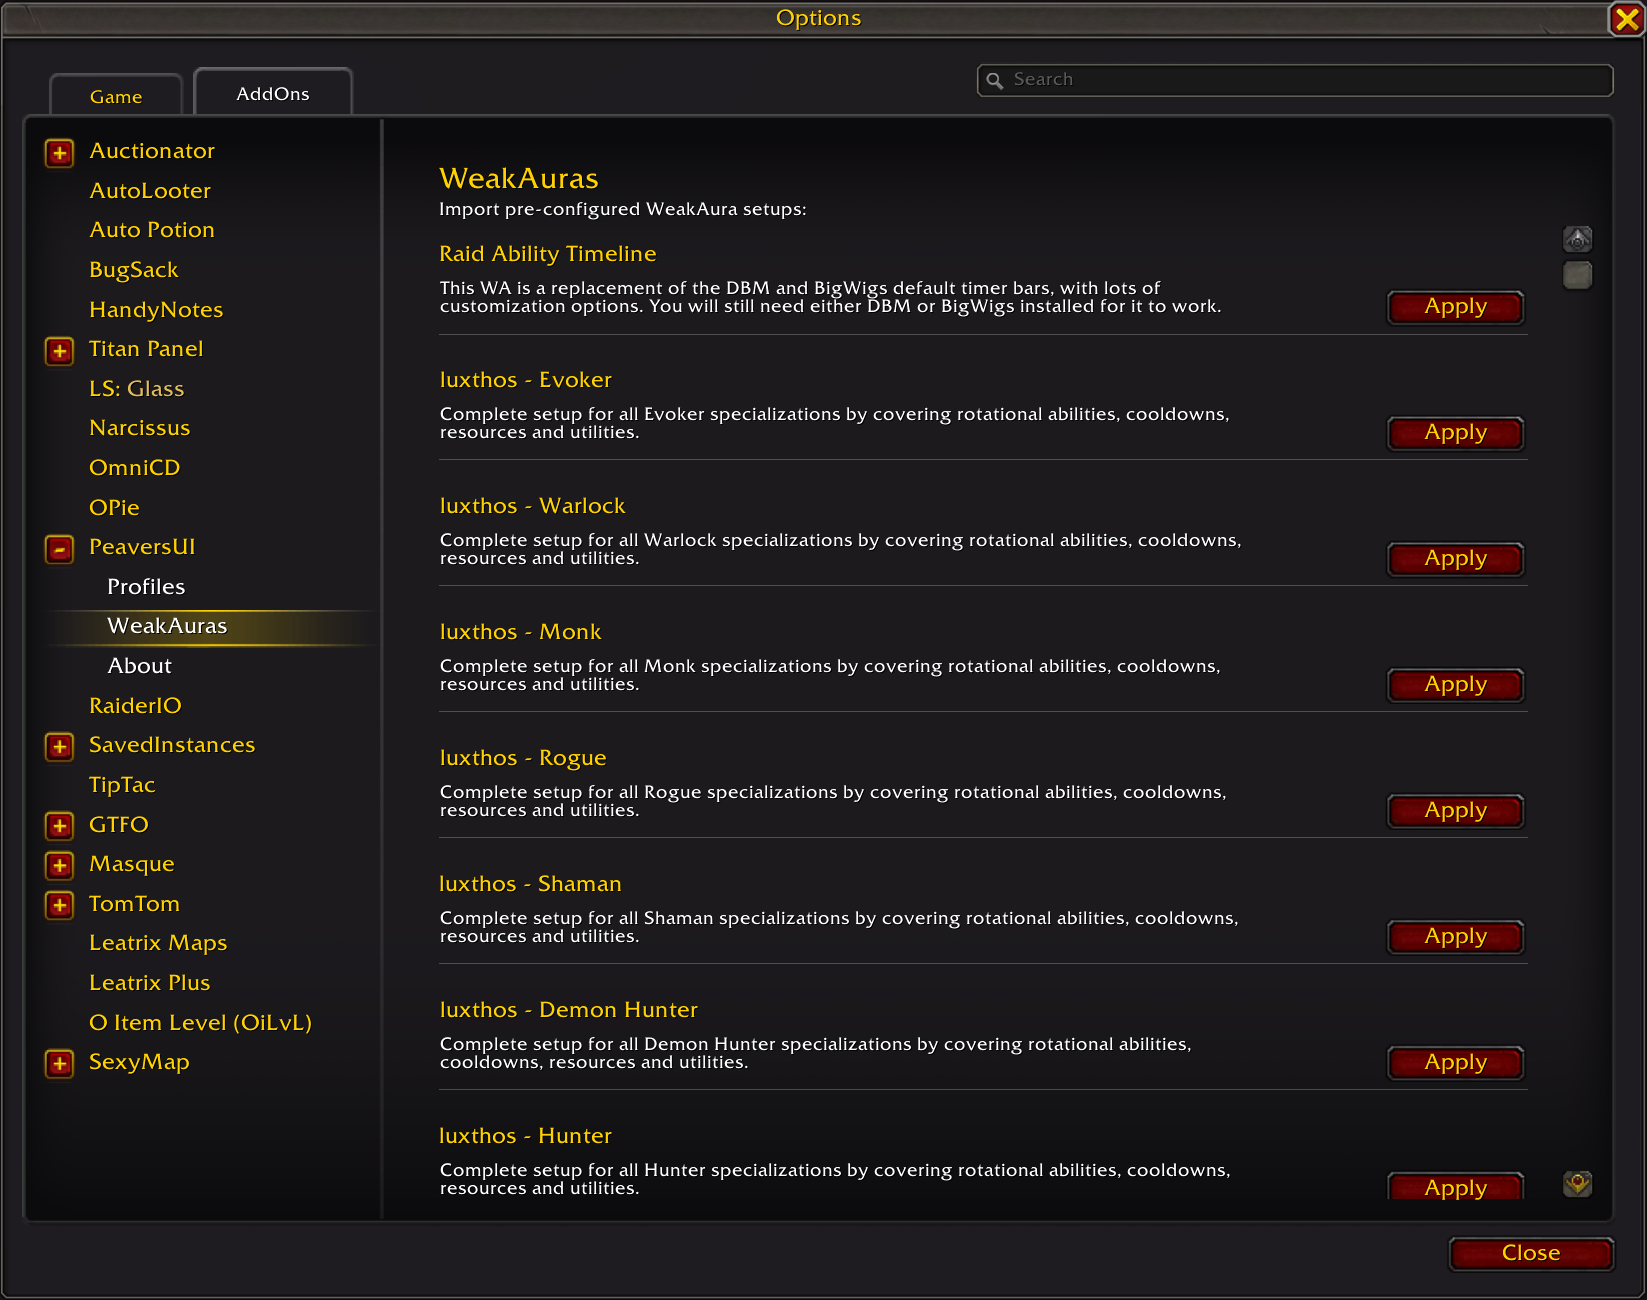 Options
Game
AddOns
Search
Auctionator
AutoLooter
Auto Potion
BugSack
HandyNotes
Titan Panel
LS: Glass
Narcissus
OmniCD
OPie
PeaversUI
Profiles
WeakAuras
About
RaiderIO
SavedInstances
TipTac
GTFO
Masque
TomTom
Leatrix Maps
Leatrix Plus
O Item Level (OiLvL)
SexyMap
WeakAuras
Import pre-configured WeakAura setups:
Raid Ability Timeline
This WA is a replacement of the DBM and BigWigs default timer bars, with lots of
customization options. You will still need either DBM or BigWigs installed for it to work.
Apply
luxthos - Evoker
Complete setup for all Evoker specializations by covering rotational abilities, cooldowns,
resources and utilities.
Apply
luxthos - Warlock
Complete setup for all Warlock specializations by covering rotational abilities, cooldowns,
resources and utilities.
Apply
luxthos - Monk
Complete setup for all Monk specializations by covering rotational abilities, cooldowns,
resources and utilities.
Apply
luxthos - Rogue
Complete setup for all Rogue specializations by covering rotational abilities, cooldowns,
resources and utilities.
Apply
luxthos - Shaman
Complete setup for all Shaman specializations by covering rotational abilities, cooldowns,
resources and utilities.
Apply
luxthos - Demon Hunter
Complete setup for all Demon Hunter specializations by covering rotational abilities,
cooldowns, resources and utilities.
Apply
luxthos - Hunter
Complete setup for all Hunter specializations by covering rotational abilities, cooldowns,
resources and utilities.
Apply
Close